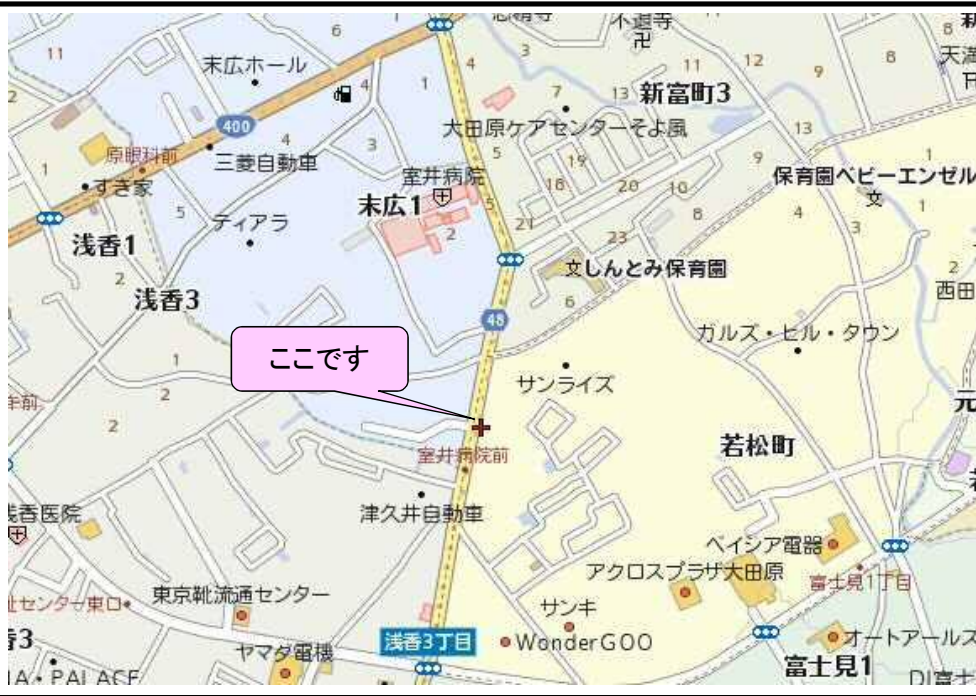 不退寺
新富町3
末広ホール
大田原ケアセンターそよ風
400
原眼科前
三菱自動車
すき家
室井病院
末広1
保育園ベビーエンゼル
ティアラ
浅香1
浅香3
しんとみ保育園
西田
48
ここです
ガルズ・ヒル・タウン
サンライズ
若松町
室井病院前
浅香医院
津久井自動車
ベイシア電器
アクロスプラザ大田原
富士見1丁目
東京靴流通センター
サンキ
浅香3丁目
WonderGOO
オートアールズ
ヤマダ電機
富士見1